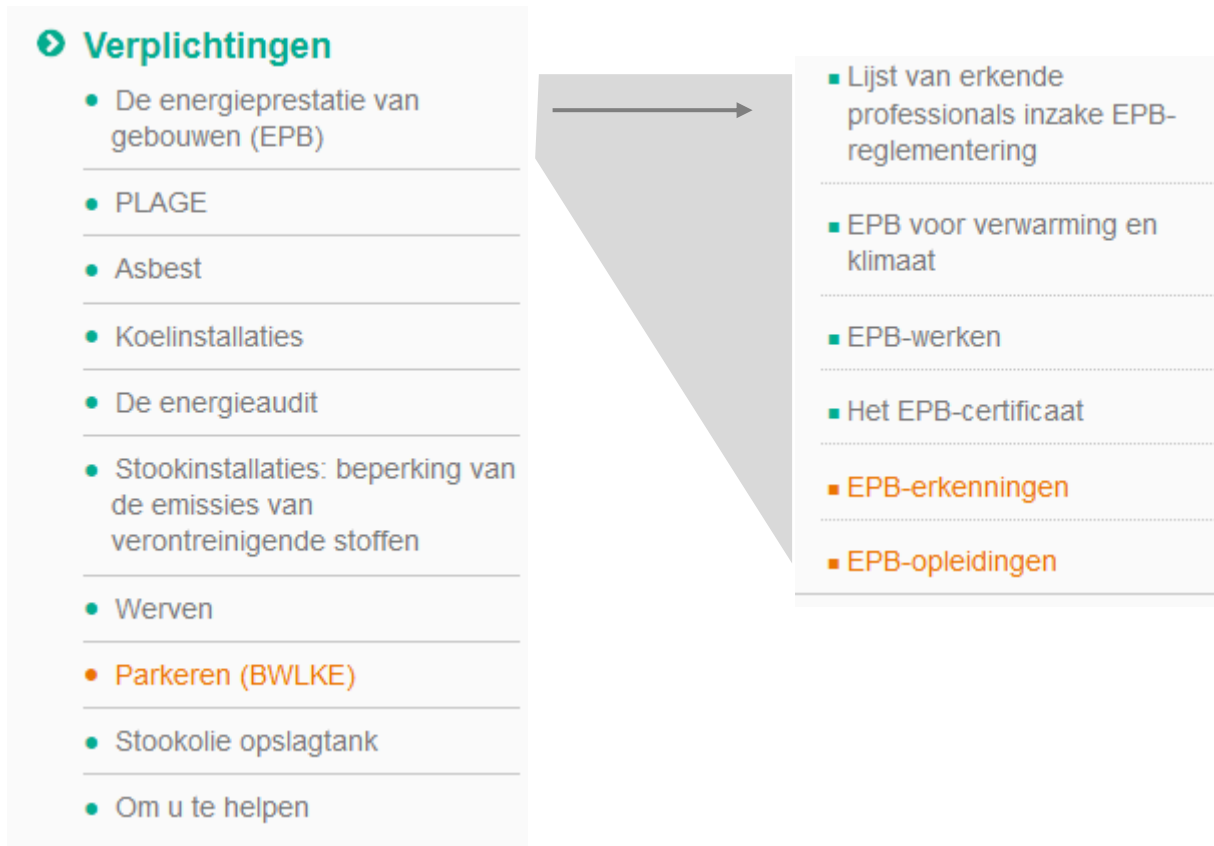 Verplichtingen
De energieprestatie van
gebouwen (EPB)
PLAGE
Asbest
Koelinstallaties
De energieaudit
Stookinstallaties: beperking van
de emissies van
verontreinigende stoffen
Werven
Parkeren (BWLKE)
Stookolie opslagtank
Om u te helpen
Lijst van erkende
professionals inzake EPB-
reglementering
EPB voor verwarming en
klimaat
EPB-werken
Het EPB-certificaat
EPB-erkenningen
EPB-opleidingen